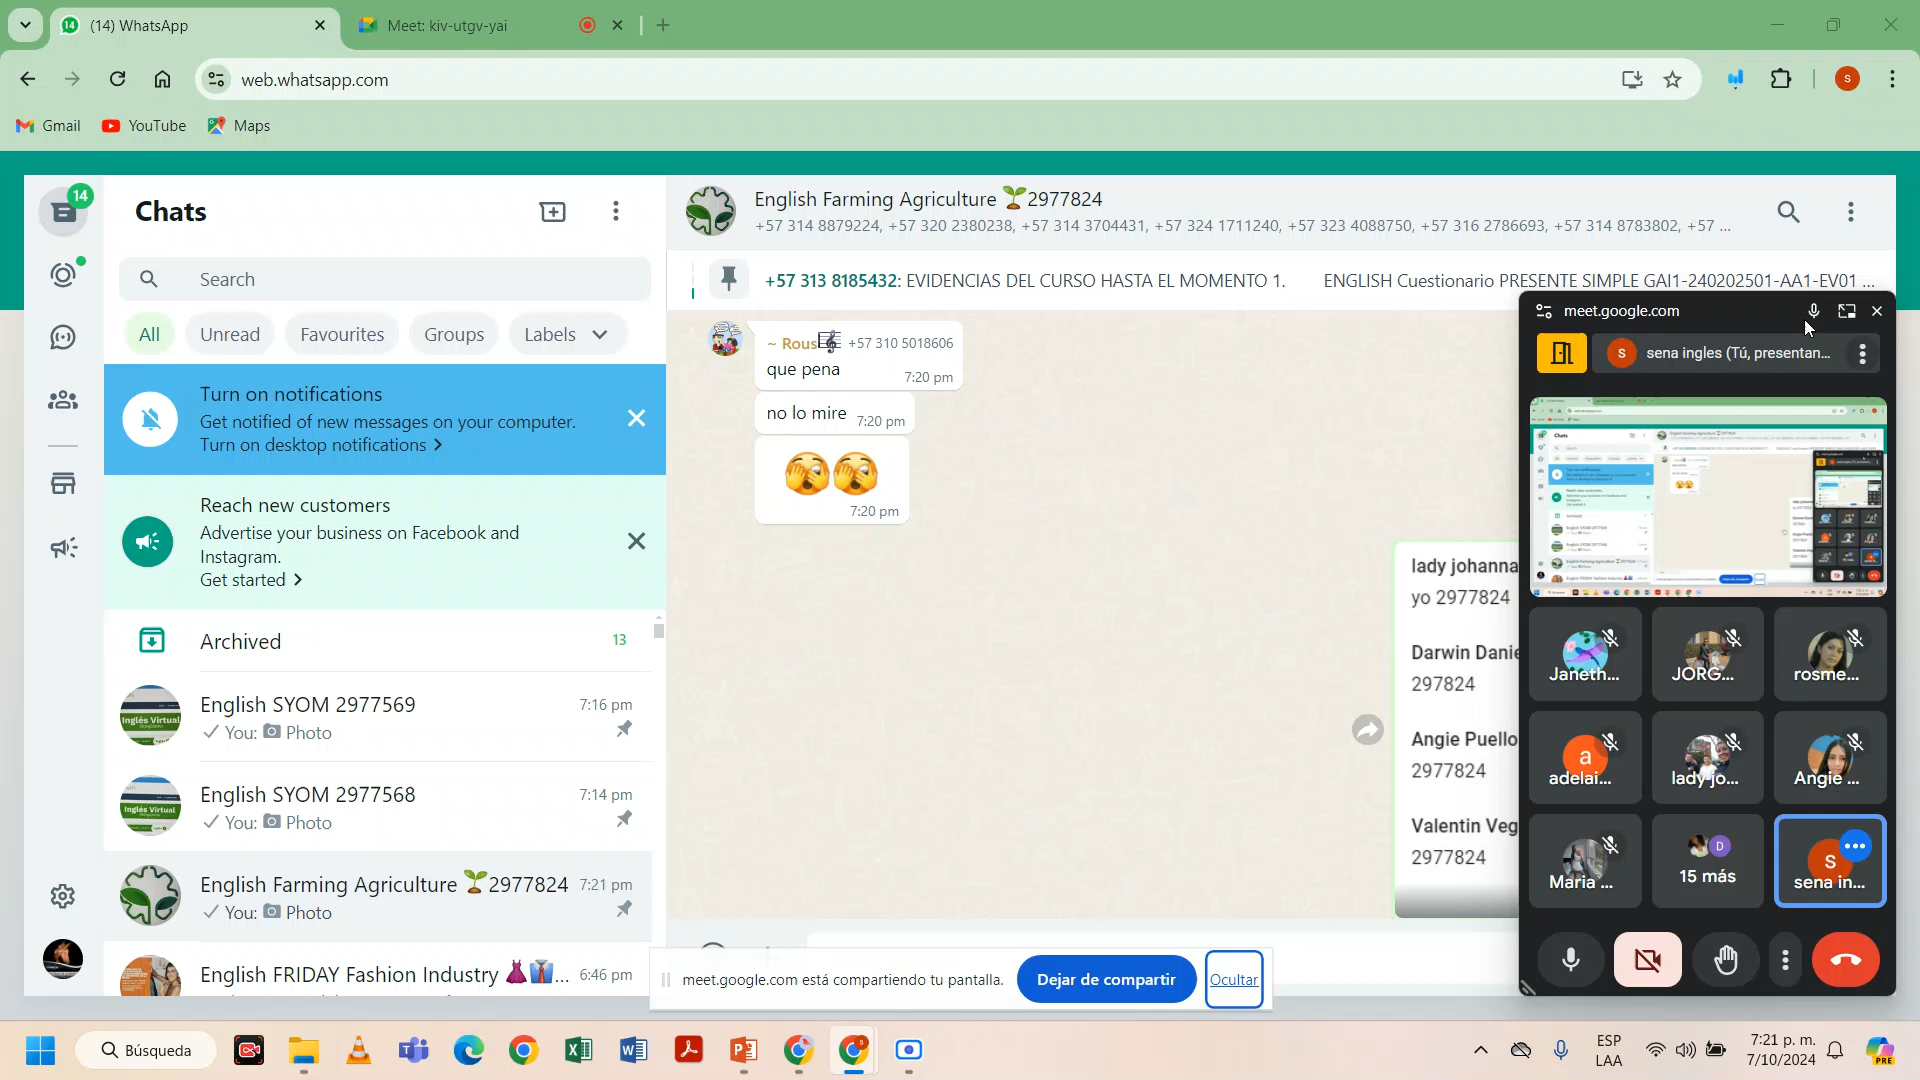 (14) WhatsApp
Meet: kiv-utgv-yai
web.whatsapp.com
S
Gmail
YouTube
Maps
14
Chats
Search
All
Unread
Favourites
Groups
Labels
Turn on notifications
Get notified of new messages on your computer.
Turn on desktop notifications
Reach new customers
Advertise your business on Facebook and
Instagram.
Get started
Archived
13
English SYOM 2977569
7:16 pm
You: Photo
English SYOM 2977568
7:14 pm
You: Photo
English Farming Agriculture 🌱2977824
7:21 pm
You: Photo
English FRIDAY Fashion Industry 👗👔...
6:46 pm
English Farming Agriculture 🌱2977824
+57 314 8879224, +57 320 2380238, +57 314 3704431, +57 324 1711240, +57 323 4088750, +57 316 2786693, +57 314 8783802, +57 ...
+57 313 8185432: EVIDENCIAS DEL CURSO HASTA EL MOMENTO 1. ENGLISH Cuestionario PRESENTE SIMPLE GAI1-240202501-AA1-EV01 ...
~ Rous🎼 +57 310 5018606
que pena
7:20 pm
no lo mire
7:20 pm
🫣🫣
7:20 pm
lady johanna
yo 2977824
Darwin Danie
297824
Angie Puello
2977824
Valentin Veg
2977824
meet.google.com
S
sena ingles (Tú, presentan...
Janeth...
JORG...
rosme...
a
adelai...
lady jo...
Angie ...
Maria ...
D
15 más
S
sena in...
meet.google.com está compartiendo tu pantalla.
Dejar de compartir
Ocultar
Búsqueda
ESP
LAA
7:21 p. m.
7/10/2024
PRE